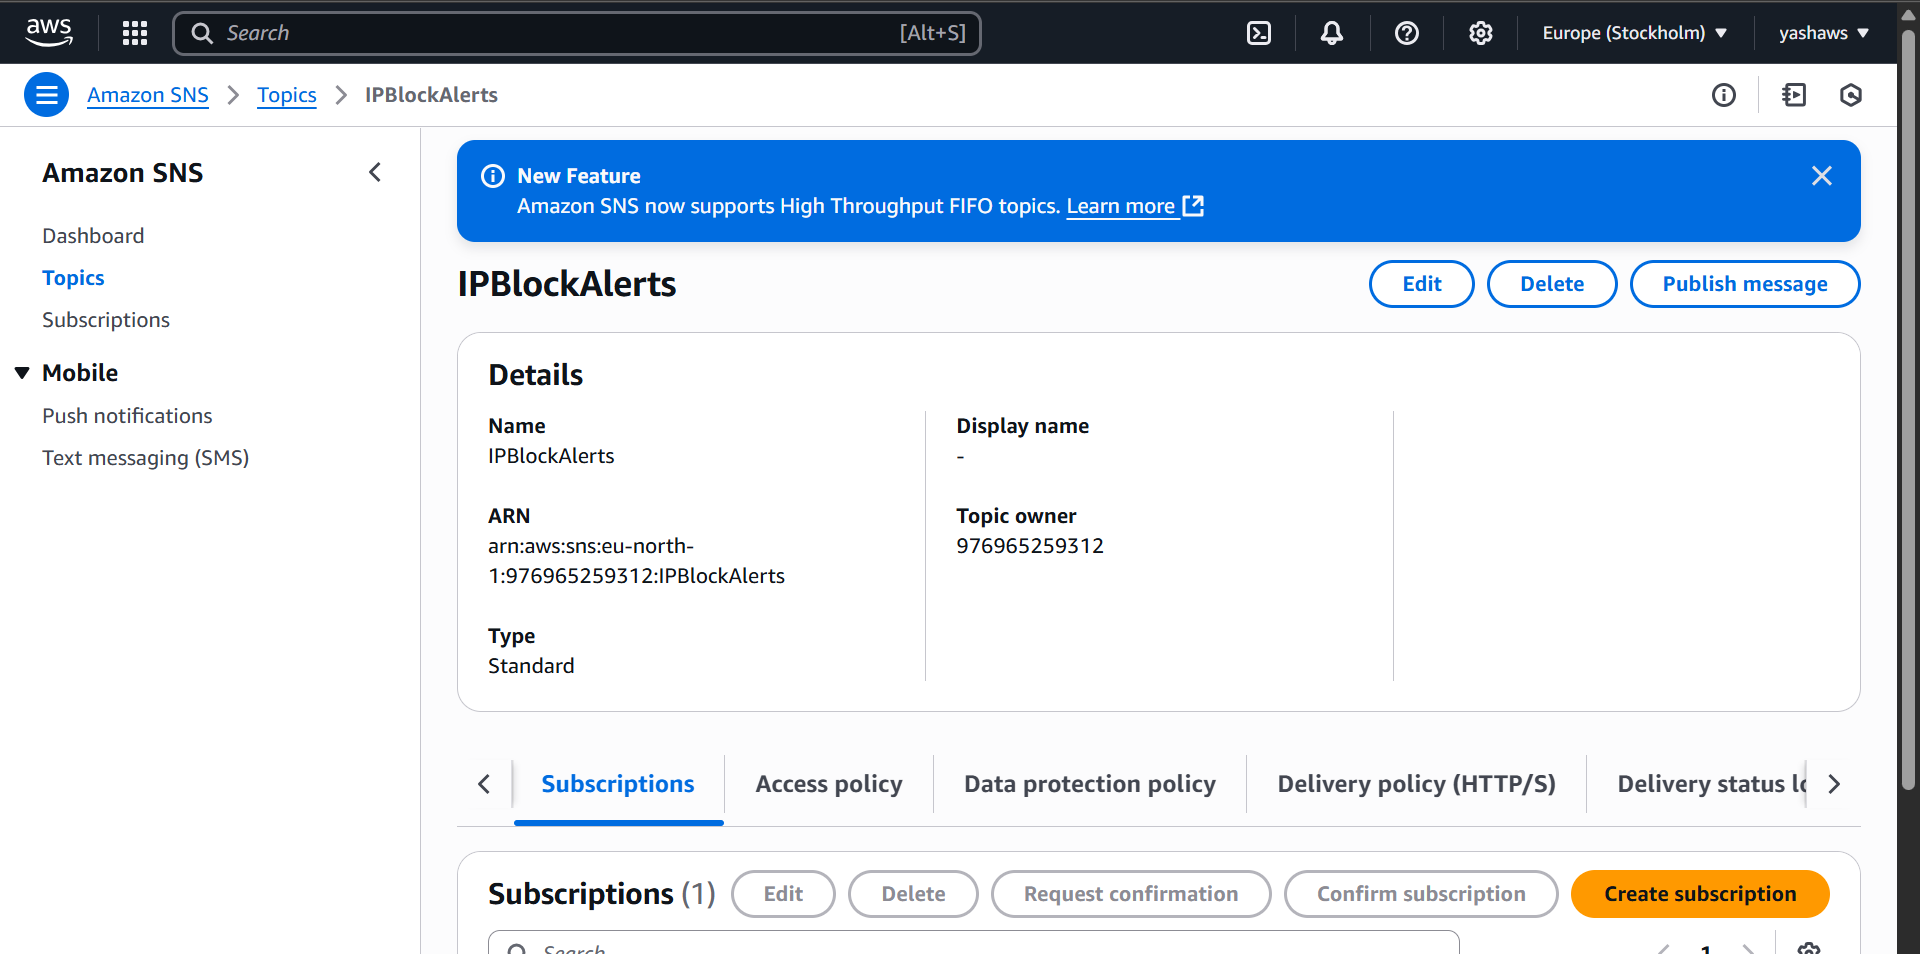 aws
Search
[Alt+S]
Europe (Stockholm)
yashaws
Amazon SNS
Topics
IPBlockAlerts
Amazon SNS
Dashboard
Topics
Subscriptions
Mobile
Push notifications
Text messaging (SMS)
New Feature
Amazon SNS now supports High Throughput FIFO topics. Learn more
IPBlockAlerts
Edit
Delete
Publish message
Details
Name
IPBlockAlerts
ARN
arn:aws:sns:eu-north-
1:976965259312:IPBlockAlerts
Type
Standard
Display name
-
Topic owner
976965259312
Subscriptions
Access policy
Data protection policy
Delivery policy (HTTP/S)
Delivery status lo
Subscriptions (1)
Edit
Delete
Request confirmation
Confirm subscription
Create subscription
Search
1